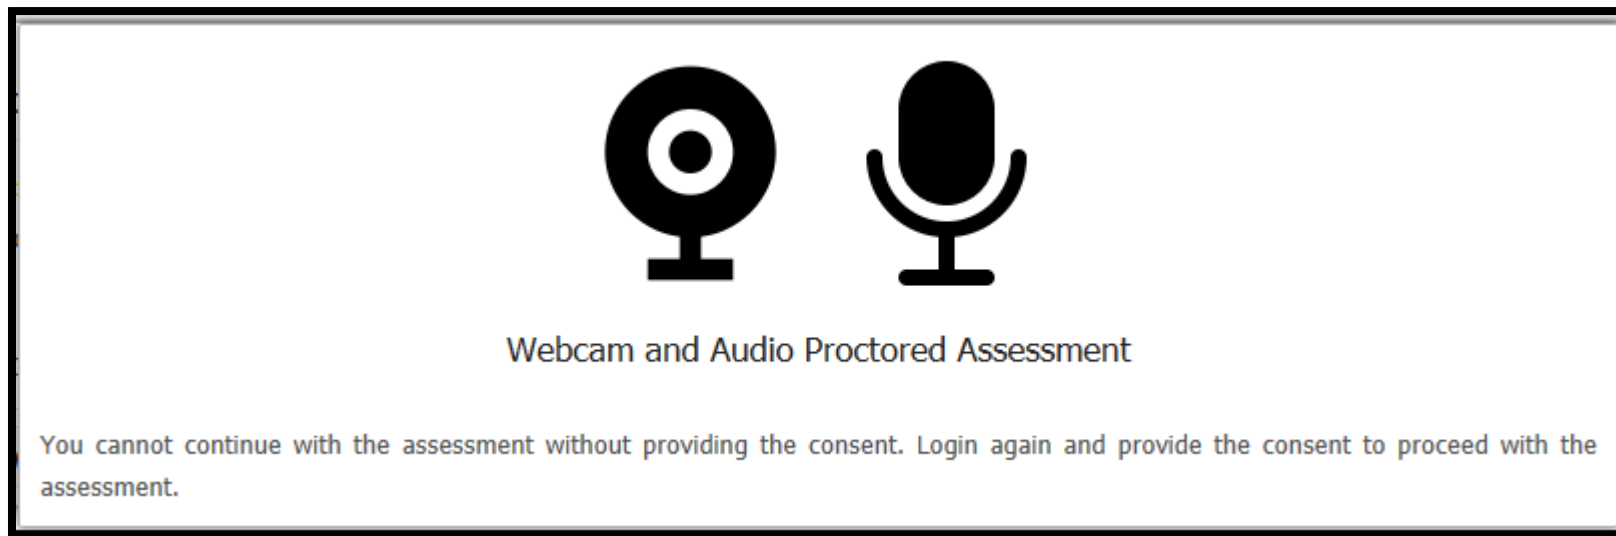 Webcam and Audio Proctored Assessment
You cannot continue with the assessment without providing the consent. Login again and provide the consent to proceed with the
assessment.